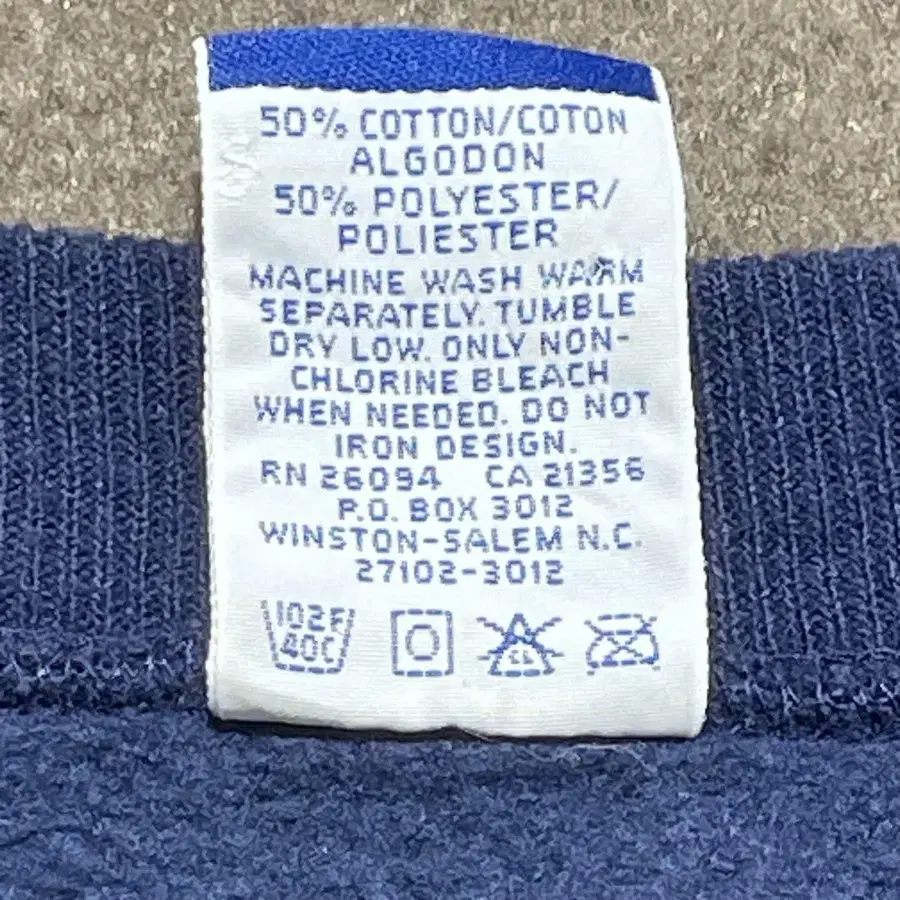 50% COTTON/COTON
ALGODON
50% POLYESTER/
POLIESTER
MACHINE WASH WARM
SEPARATELY. TUMBLE
DRY LOW. ONLY NON-
CHLORINE BLEACH
WHEN NEEDED. DO NOT
IRON DESIGN.
RN 26094 CA 21356
P.O. BOX 3012
WINSTON-SALEM N.C.
27102-3012
102F
40C
CL